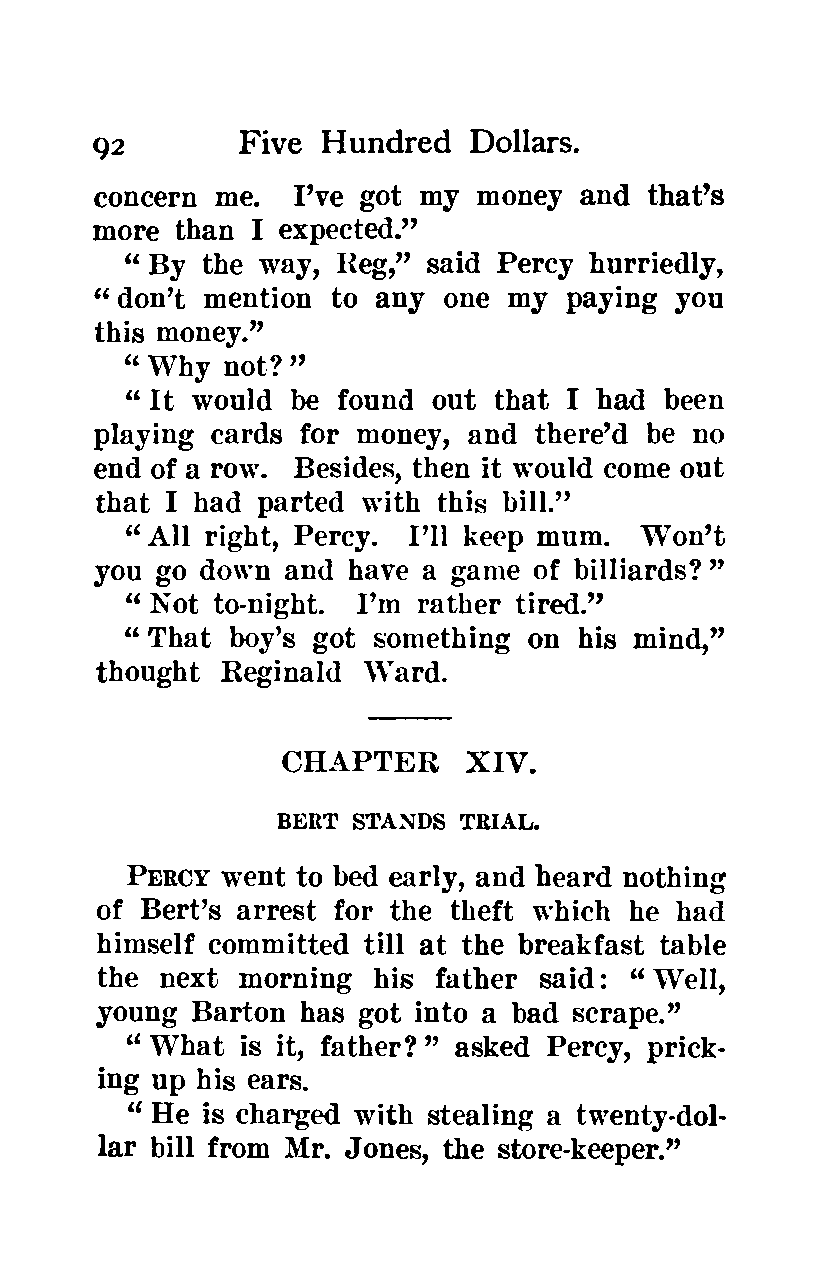 92 Five Hundred Dollars.
concern me. I've got my money and that's
more than I expected."
" By the way, Reg," said Percy hurriedly,
" don't mention to any one my paying you
this money."
" Why not? "
" It would be found out that I had been
playing cards for money, and there'd be no
end of a row. Besides, then it would come out
that I had parted with this bill."
" All right, Percy. I'll keep mum. Won't
you go down and have a game of billiards? "
" Not to-night. I'm rather tired."
" That boy's got something on his mind,"
thought Reginald Ward.
CHAPTER XIV.
BERT STANDS TRIAL.
PERCY went to bed early, and heard nothing
of Bert's arrest for the theft which he had
himself committed till at the breakfast table
the next morning his father said: " Well,
young Barton has got into a bad scrape."
" What is it, father? " asked Percy, prick-
ing up his ears.
" He is charged with stealing a twenty-dol-
lar bill from Mr. Jones, the store-keeper."